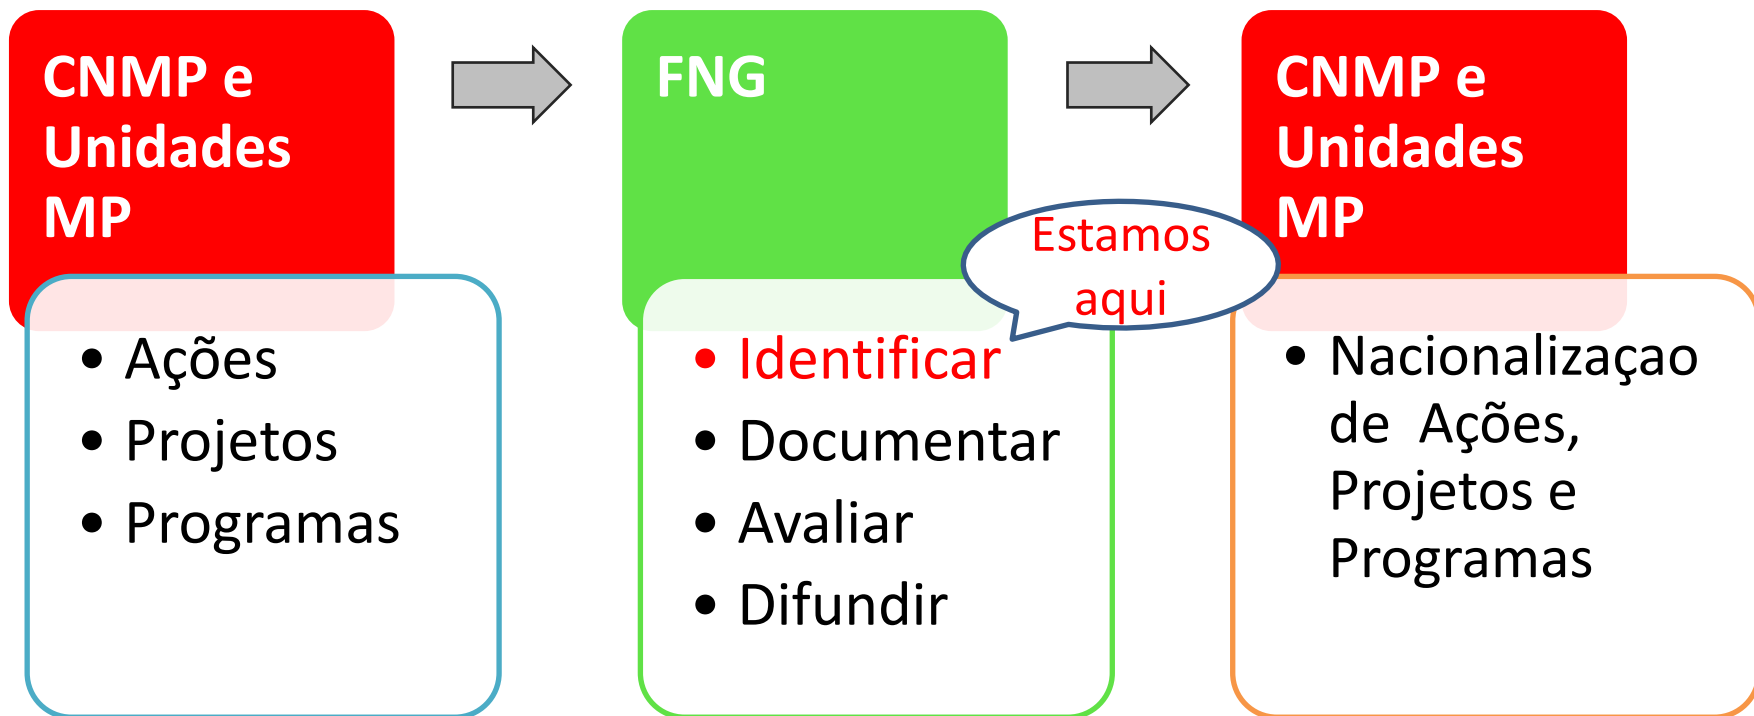 CNMP e
Unidades
MP
• Ações
• Projetos
• Programas
FNG
Estamos
aqui
• Identificar
• Documentar
• Avaliar
• Difundir
CNMP e
Unidades
MP
• Nacionalizaçao
de Ações,
Projetos e
Programas